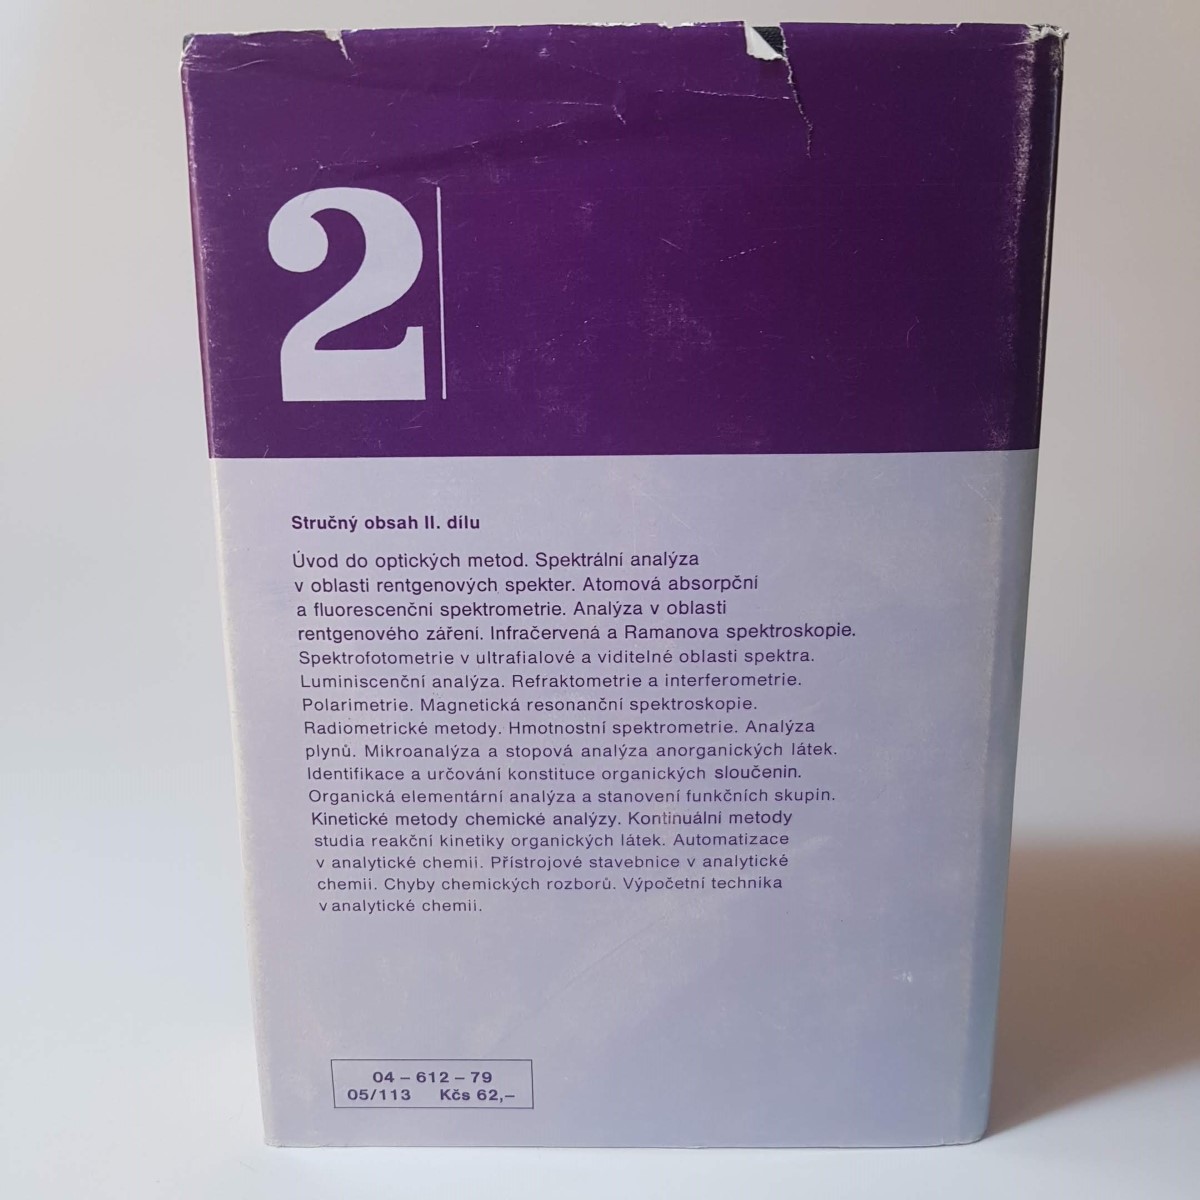 2
Stručný obsah II. dílu
Úvod do optických metod. Spektrální analýza
v oblasti rentgenových spekter. Atomová absorpční
a fluorescenčni spektrometrie. Analýza v oblasti
rentgenového zářeni. Infračervená a Ramanova spektroskopie.
Spektrofotometrie v ultrafialové a viditelné oblasti spektra.
Luminiscenční analýza. Refraktometrie a interferometrie.
Polarimetrie. Magnetická resonanční spektroskopie.
Radiometrické metody. Hmotnostní spektrometrie. Analýza
plynů. Mikroanalýza a stopová analýza anorganických látek.
Identifikace a určování konstituce organických sloučenin.
Organická elementární analýza a stanovení funkčních skupin.
Kinetické metody chemické analýzy. Kontinuální metody
studia reakční kinetiky organických látek. Automatizace
v analytické chemii. Přístrojové stavebnice v analytické
chemii. Chyby chemických rozborů. Výpočetní technika
v analytické chemii.
04 – 612 – 79
05/113 Kčs 62,–